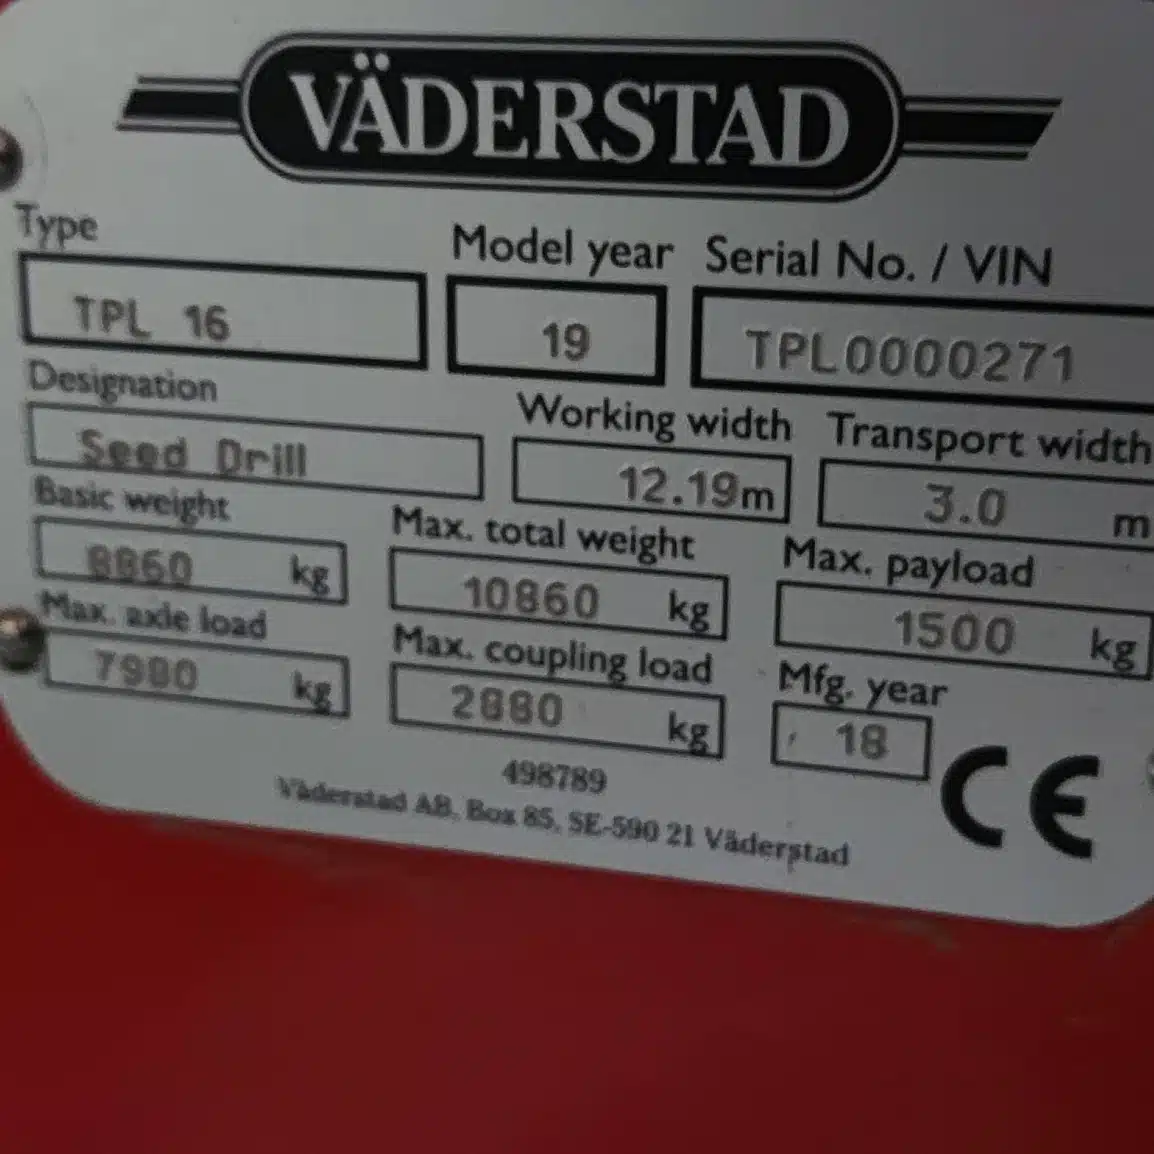 VÄDERSTAD
Type Model year Serial No. / VIN
TPL 16 19 TPL0000271
Designation Working width Transport width
Seed Drill 12.19m 3.0 m
Basic weight Max. total weight Max. payload
8860 kg 10860 kg 1500 kg
Max. axle load Max. coupling load Mfg. year
7980 kg 2880 kg 18
CE
498789
Väderstad AB, Box 85, SE-590 21 Väderstad